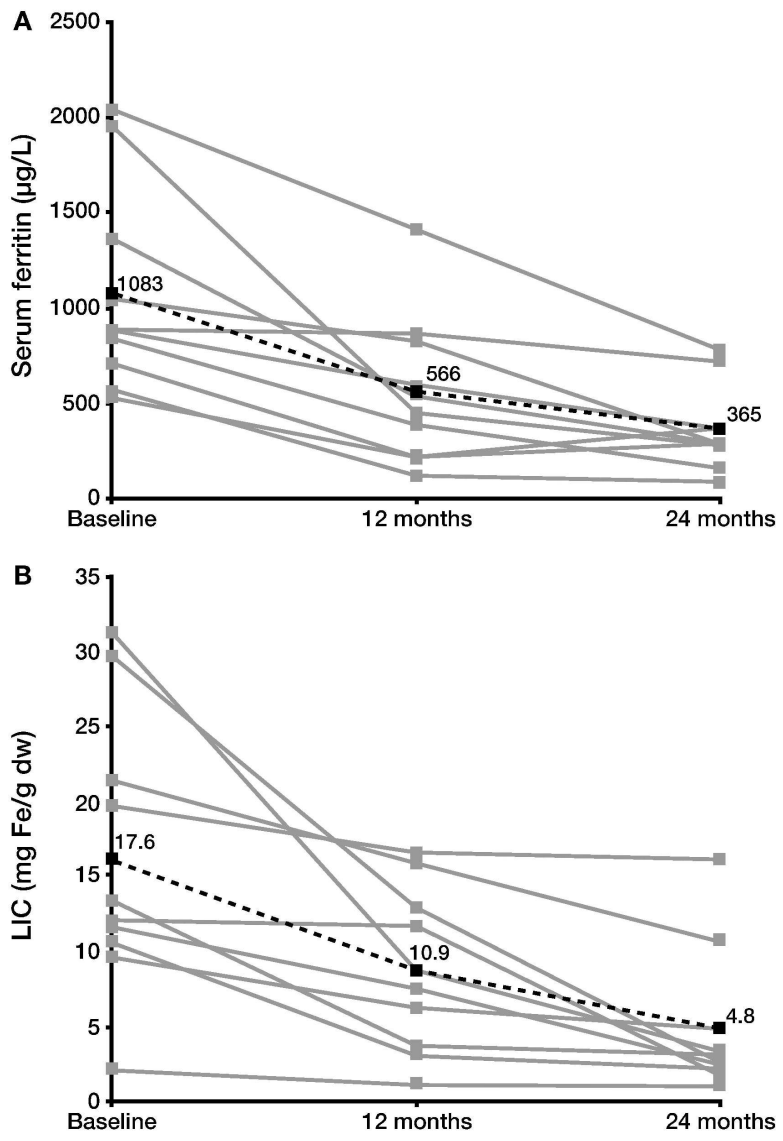 A
Serum ferritin (µg/L)
2500
2000
1500
1000
500
0
1083
566
365
Baseline
12 months
24 months
B
LIC (mg Fe/g dw)
35
30
25
20
15
10
5
0
17.6
10.9
4.8
Baseline
12 months
24 months